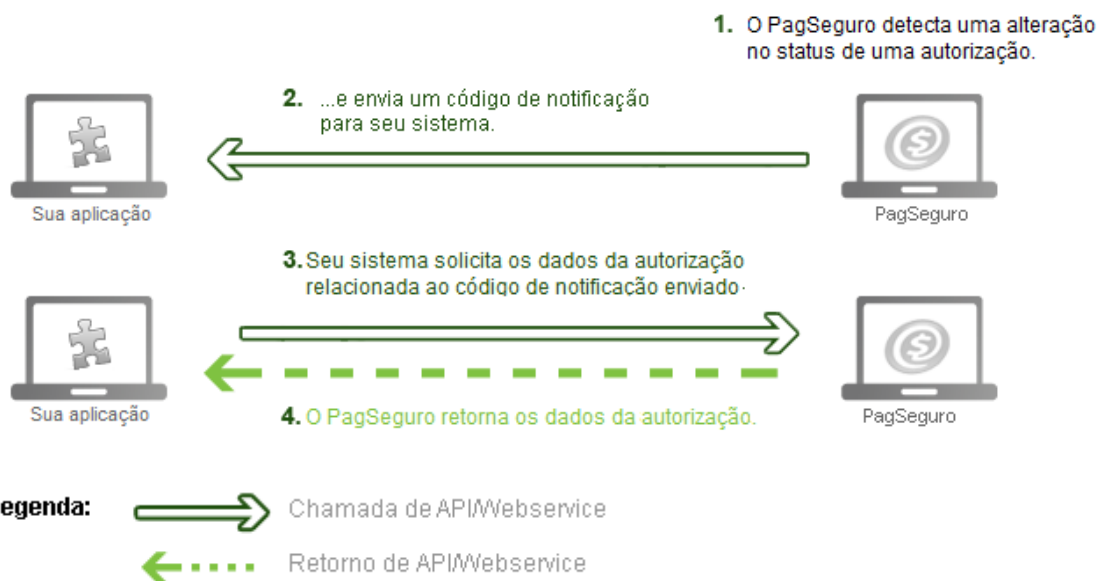 1. O PagSeguro detecta uma alteração
no status de uma autorização.
2. ...e envia um código de notificação
para seu sistema.
Sua aplicação
PagSeguro
3. Seu sistema solicita os dados da autorização
relacionada ao código de notificação enviado.
Sua aplicação
4. O PagSeguro retorna os dados da autorização.
PagSeguro
egenda:
Chamada de API/Webservice
Retorno de API/Webservice